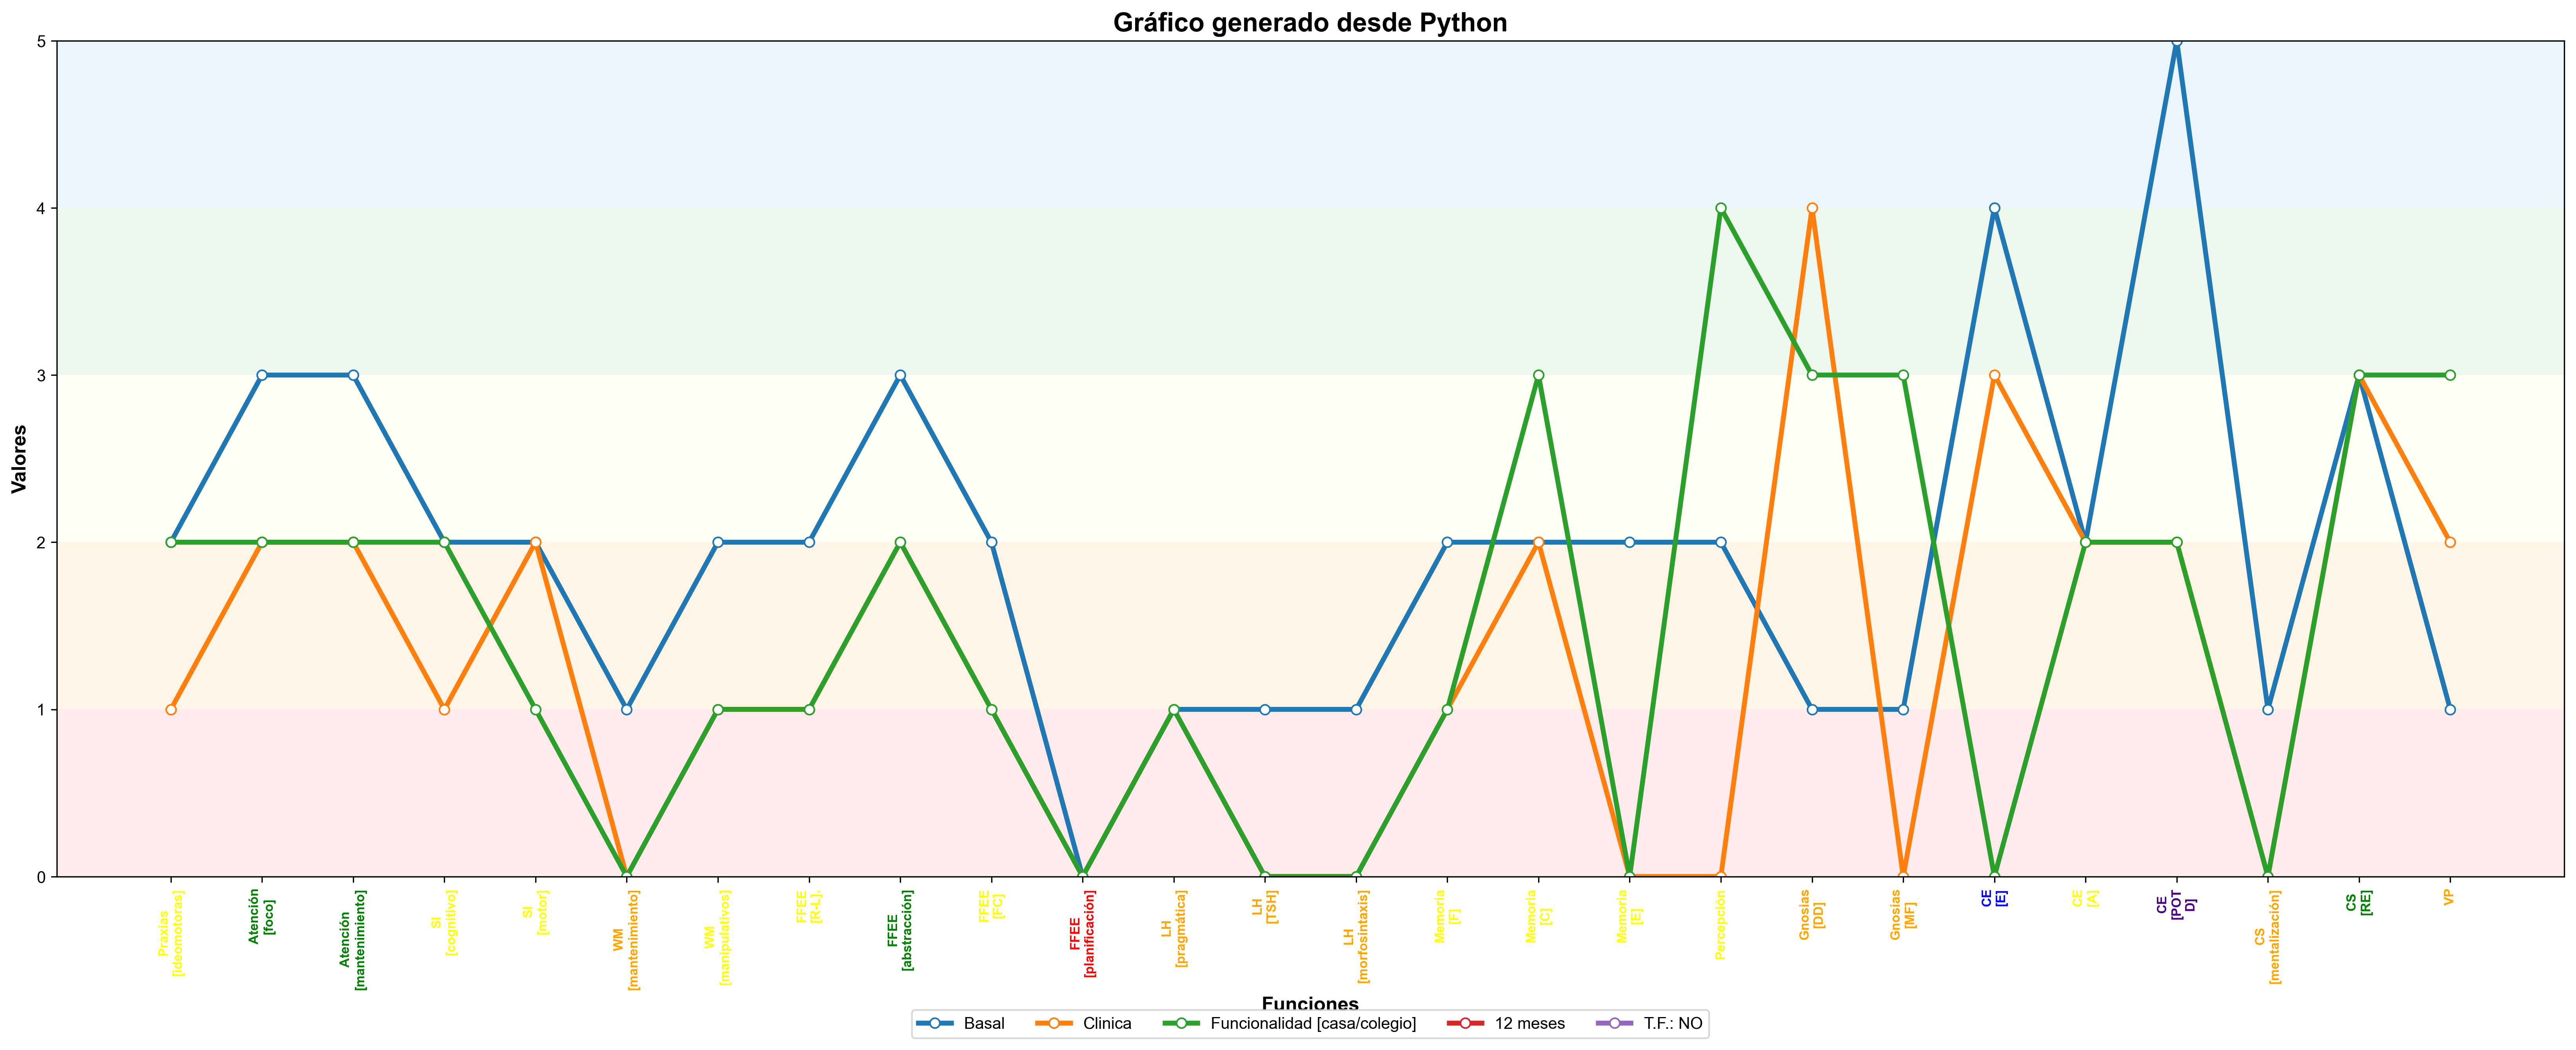 Gráfico generado desde Python
Valores
5
4
3
2
1
0
Praxias
[ideomotoras]
Atención
[foco]
Atención
[mantenimiento]
SI
[cognitivo]
SI
[motor]
WM
[mantenimiento]
WM
[manipulativos]
FFEE
[R-L].
FFEE
[abstracción]
FFEE
[FC]
FFEE
[planificación]
LH
[pragmática]
LH
[TSH]
LH
[morfosintaxis]
Memoria
[F]
Memoria
[C]
Memoria
[E]
Percepción
Gnosias
[DD]
Gnosias
[MF]
CE
[E]
CE
[A]
CE
[POT
D]
CS
[mentalización]
CS
[RE]
VP
Funciones
Basal
Clinica
Funcionalidad [casa/colegio]
12 meses
T.F.: NO